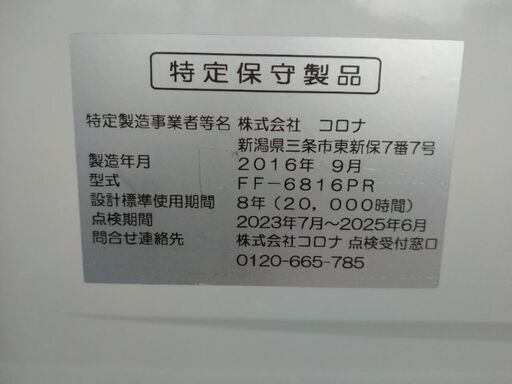 特定保守製品
特定製造事業者等名 株式会社 コロナ
新潟県三条市東新保7番7号
製造年月 2016年 9月
型式 FF-6816PR
設計標準使用期間 8年(20,000時間)
点検期間 2023年7月〜2025年6月
問合せ連絡先 株式会社コロナ 点検受付窓口
0120-665-785